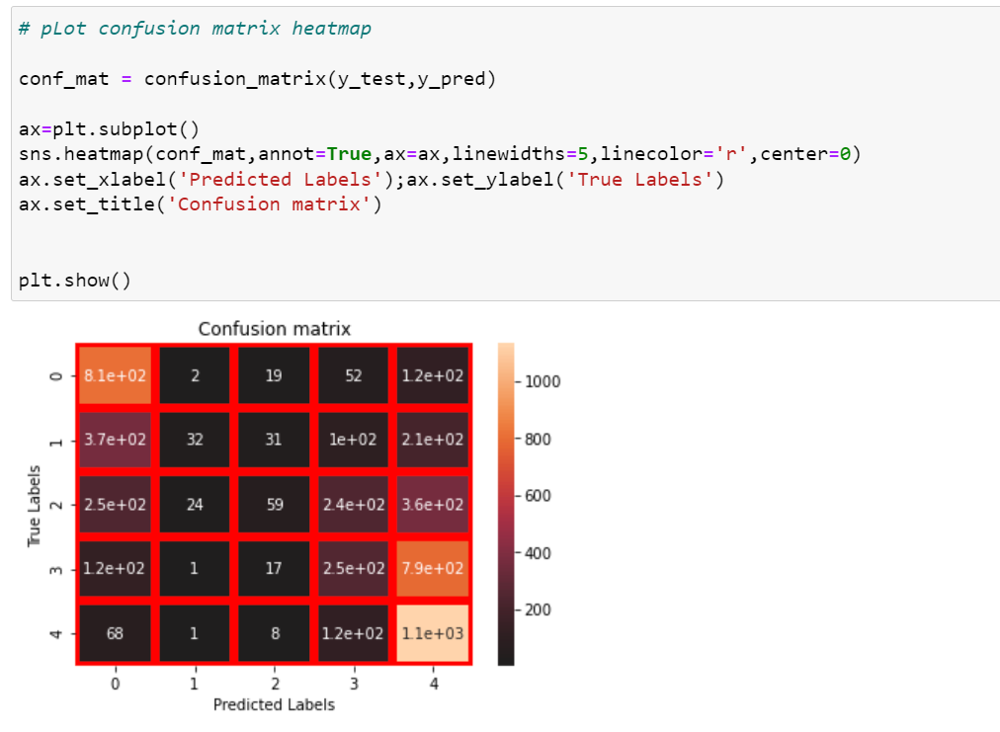 # pLot confusion matrix heatmap
conf_mat = confusion_matrix(y_test,y_pred)
ax=plt.subplot()
sns.heatmap(conf_mat,annot=True,ax=ax,linewidths=5,linecolor='r',center=0)
ax.set_xlabel('Predicted Labels');ax.set_ylabel('True Labels')
ax.set_title('Confusion matrix')
plt.show()
Confusion matrix
0 8.1e+02 2 19 52 1.2e+02
1 3.7e+02 32 31 1e+02 2.1e+02
2 2.5e+02 24 59 2.4e+02 3.6e+02
3 1.2e+02 1 17 2.5e+02 7.9e+02
4 68 1 8 1.2e+02 1.1e+03
True Labels
0 1 2 3 4
Predicted Labels
1000
800
600
400
200